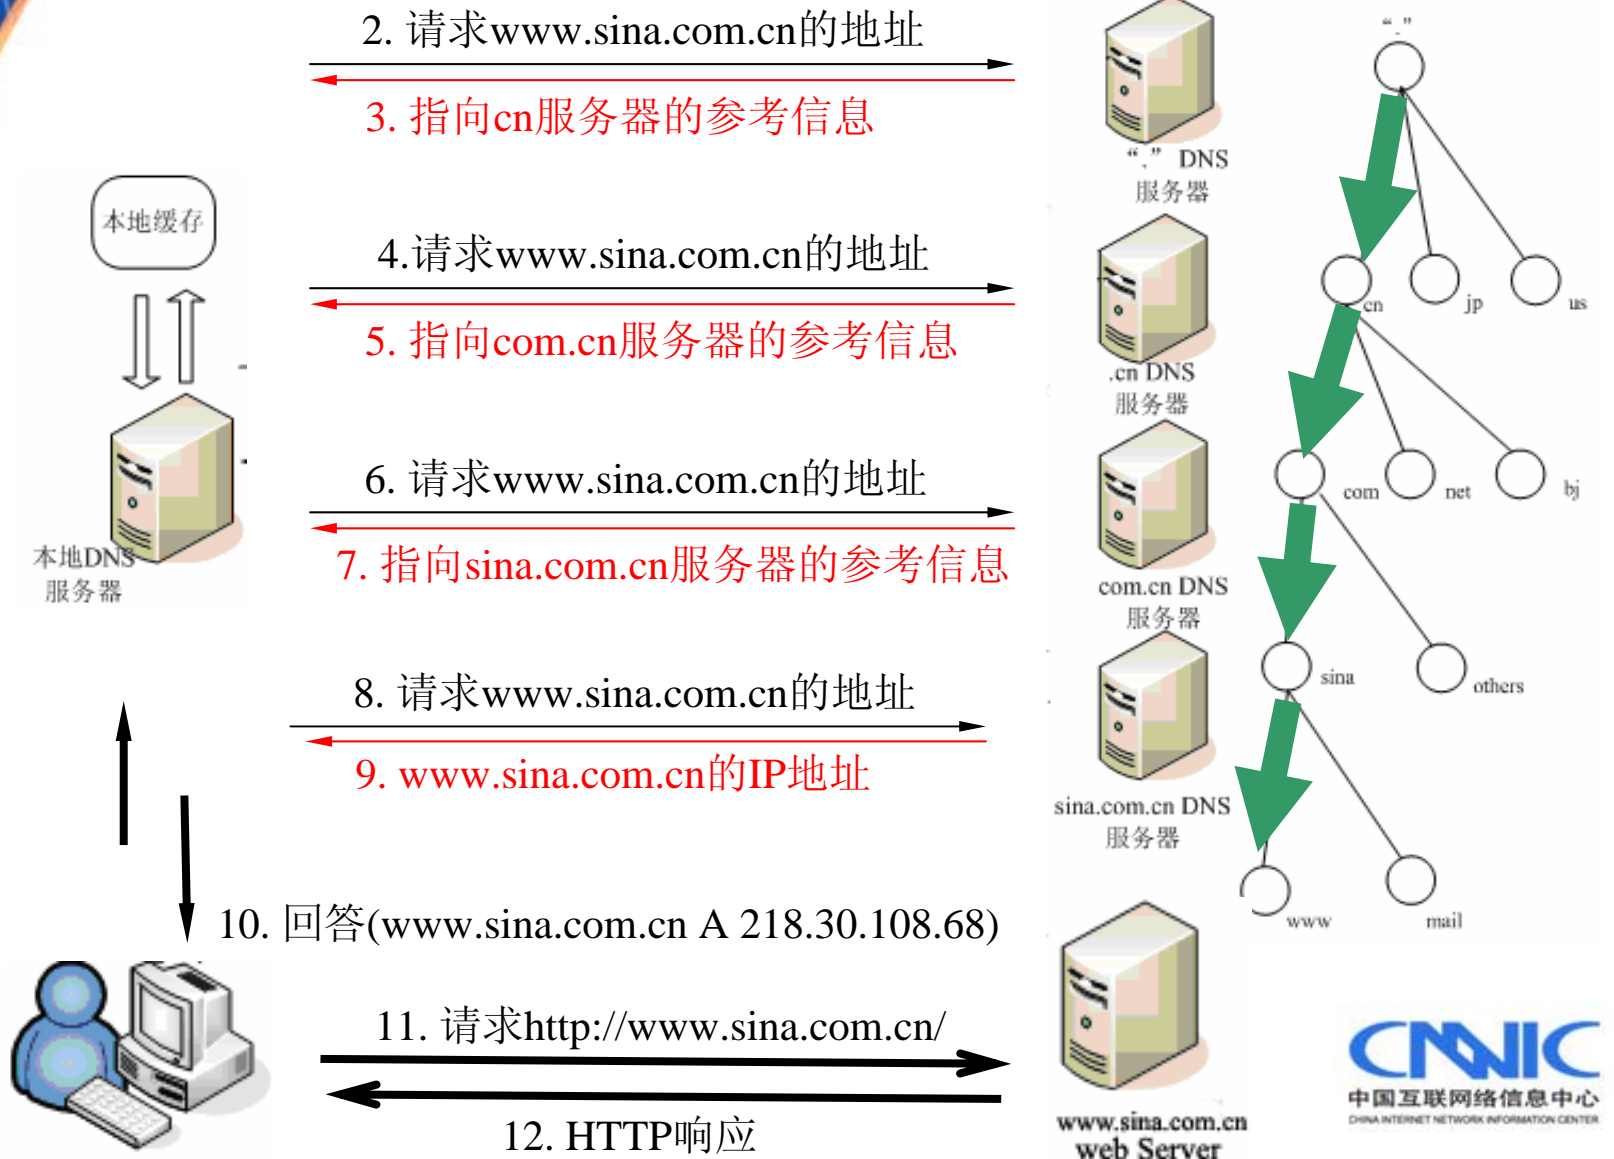 2. 请求www.sina.com.cn的地址
3. 指向cn服务器的参考信息
“.”
“.” DNS
服务器
本地缓存
4.请求www.sina.com.cn的地址
5. 指向com.cn服务器的参考信息
cn
jp
us
.cn DNS
服务器
6. 请求www.sina.com.cn的地址
7. 指向sina.com.cn服务器的参考信息
com
net
bj
本地DNS
服务器
com.cn DNS
服务器
8. 请求www.sina.com.cn的地址
9. www.sina.com.cn的IP地址
sina
others
sina.com.cn DNS
服务器
10. 回答(www.sina.com.cn A 218.30.108.68)
www
mail
11. 请求http://www.sina.com.cn/
12. HTTP响应
www.sina.com.cn
web Server
CNNIC
中国互联网络信息中心
CHINA INTERNET NETWORK INFORMATION CENTER